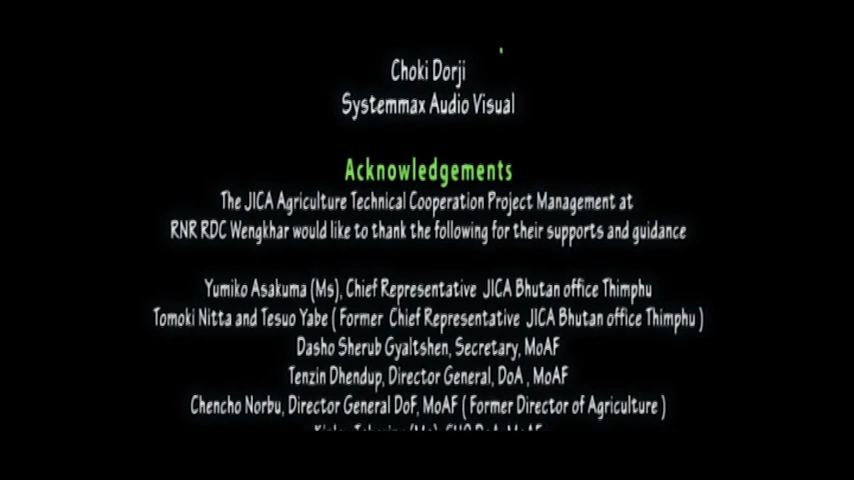 Choki Dorji
Systemmax Audio Visual
Acknowledgements
The JICA Agriculture Technical Cooperation Project Management at
RNR RDC Wengkhar would like to thank the following for their supports and guidance
Yumiko Asakuma (Ms), Chief Representative JICA Bhutan office Thimphu
Tomoki Nitta and Tesuo Yabe ( Former Chief Representative JICA Bhutan office Thimphu )
Dasho Sherub Gyaltshen, Secretary, MoAF
Tenzin Dhendup, Director General, DoA , MoAF
Chencho Norbu, Director General DoF, MoAF ( Former Director of Agriculture )